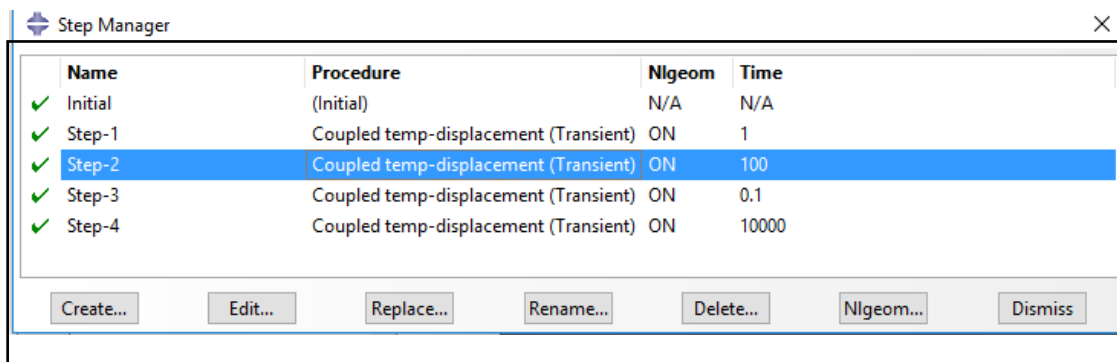 Step Manager
Name Procedure Nlgeom Time
Initial (Initial) N/A N/A
Step-1 Coupled temp-displacement (Transient) ON 1
Step-2 Coupled temp-displacement (Transient) ON 100
Step-3 Coupled temp-displacement (Transient) ON 0.1
Step-4 Coupled temp-displacement (Transient) ON 10000
Create... Edit... Replace... Rename... Delete... Nlgeom... Dismiss